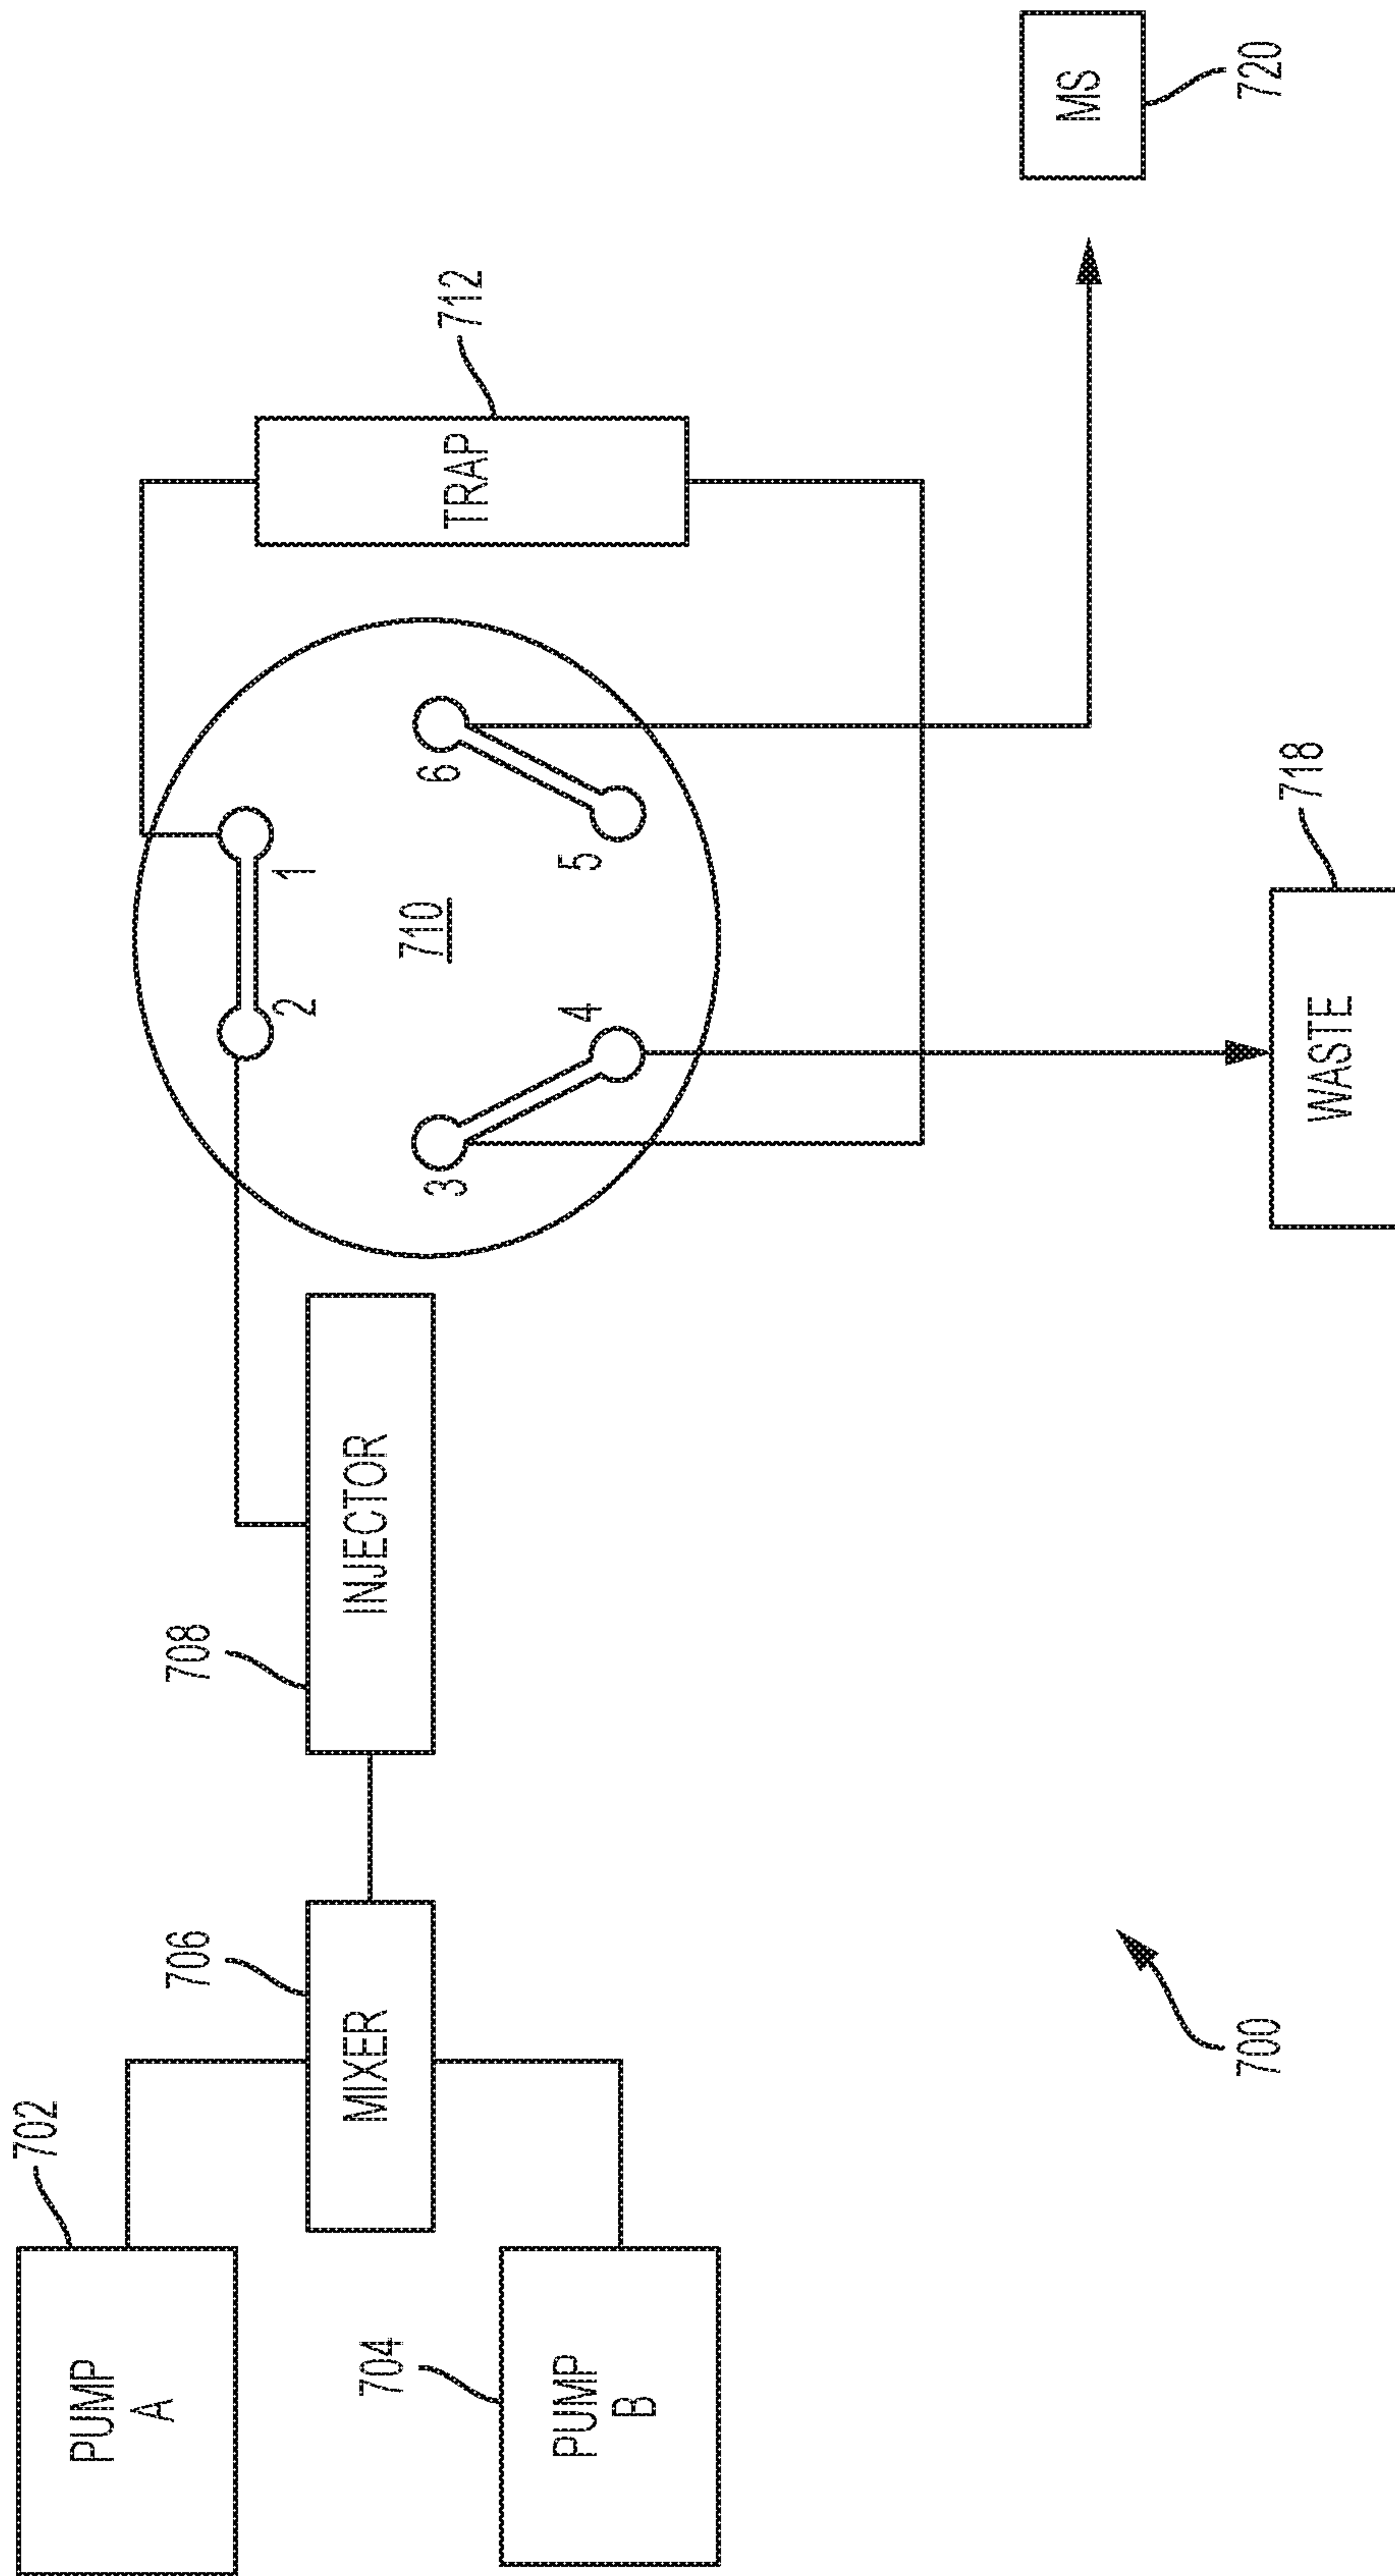 702
PUMP
A
704
PUMP
B
706
MIXER
708
INJECTOR
710
1
2
3
4
5
6
712
TRAP
718
WASTE
MS
720
700